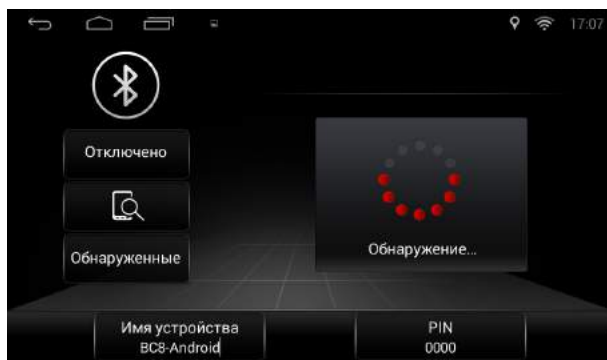 17:07
Отключено
Обнаруженные
Обнаружение...
Имя устройства
BC8-Android
PIN
0000